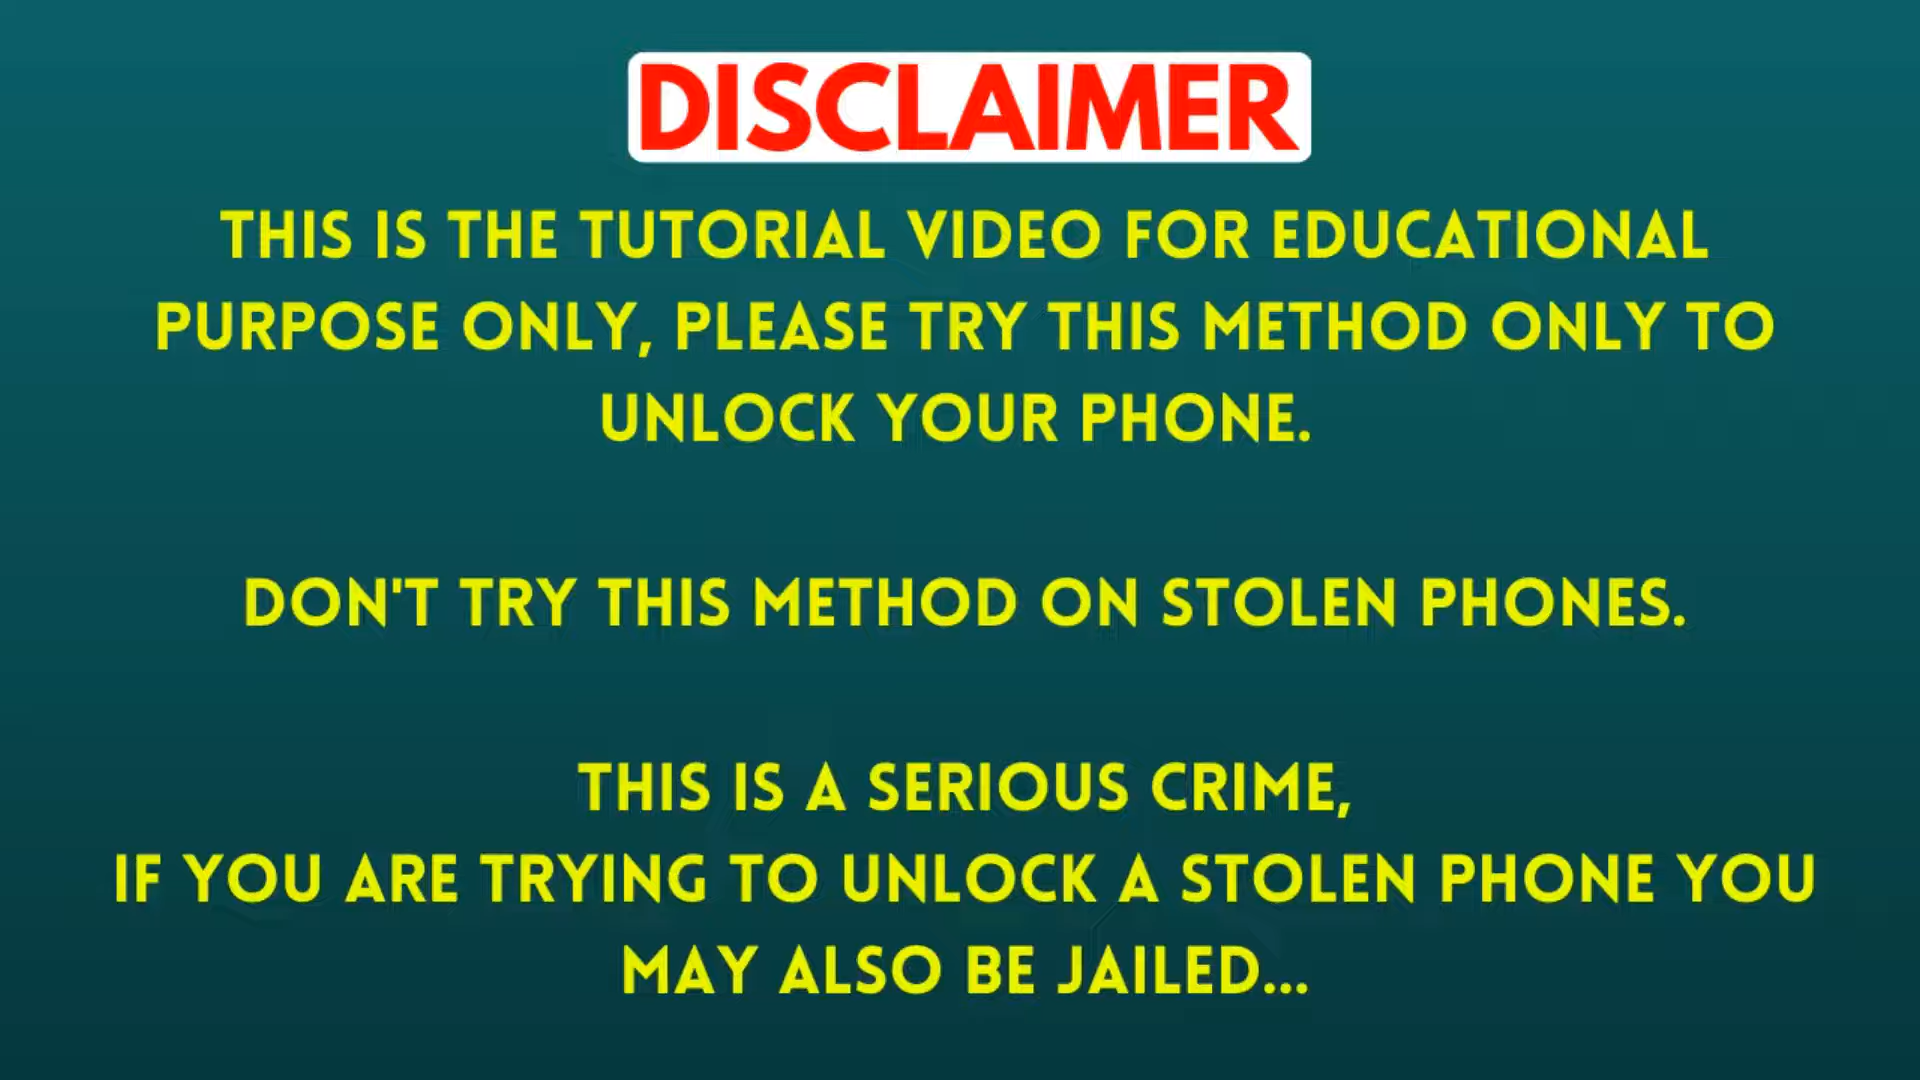 DISCLAIMER
THIS IS THE TUTORIAL VIDEO FOR EDUCATIONAL
PURPOSE ONLY, PLEASE TRY THIS METHOD ONLY TO
UNLOCK YOUR PHONE.
DON'T TRY THIS METHOD ON STOLEN PHONES.
THIS IS A SERIOUS CRIME,
IF YOU ARE TRYING TO UNLOCK A STOLEN PHONE YOU
MAY ALSO BE JAILED...